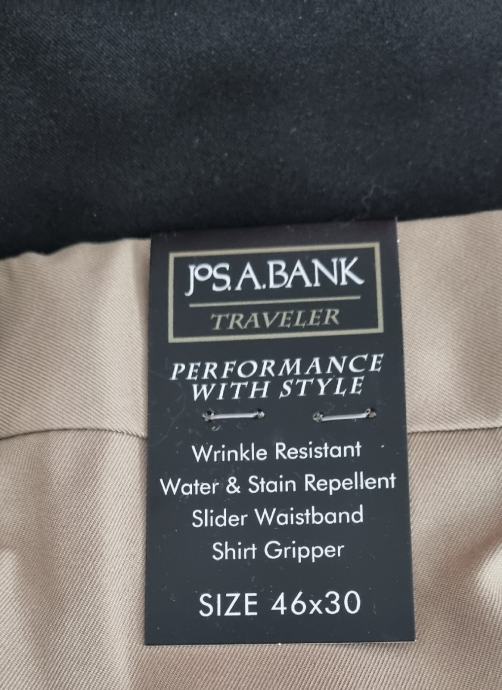 JOS. A. BANK
TRAVELER
PERFORMANCE
WITH STYLE
Wrinkle Resistant
Water & Stain Repellent
Slider Waistband
Shirt Gripper
SIZE 46x30